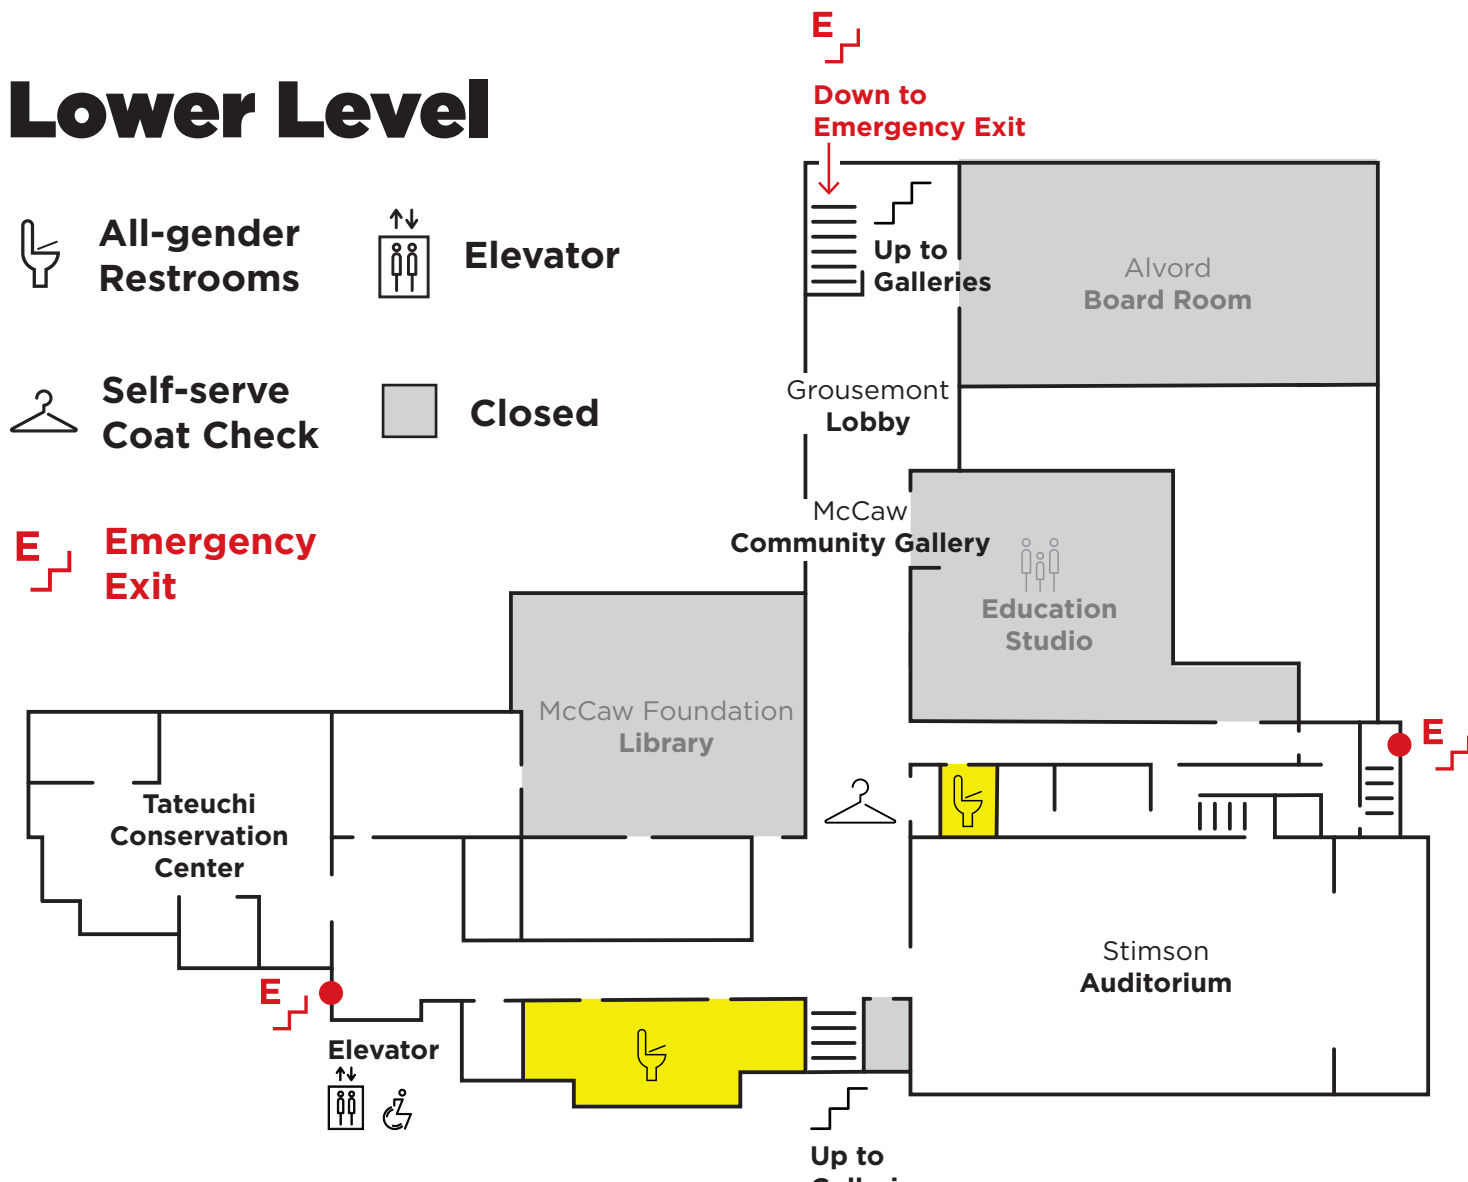 Lower Level
All-gender
Restrooms
Elevator
Self-serve
Coat Check
Closed
E
Emergency
Exit
E
Down to
Emergency Exit
Up to
Galleries
Alvord
Board Room
Grousemont
Lobby
McCaw
Community Gallery
Education
Studio
McCaw Foundation
Library
E
Tateuchi
Conservation
Center
Stimson
Auditorium
E
Elevator
Up to